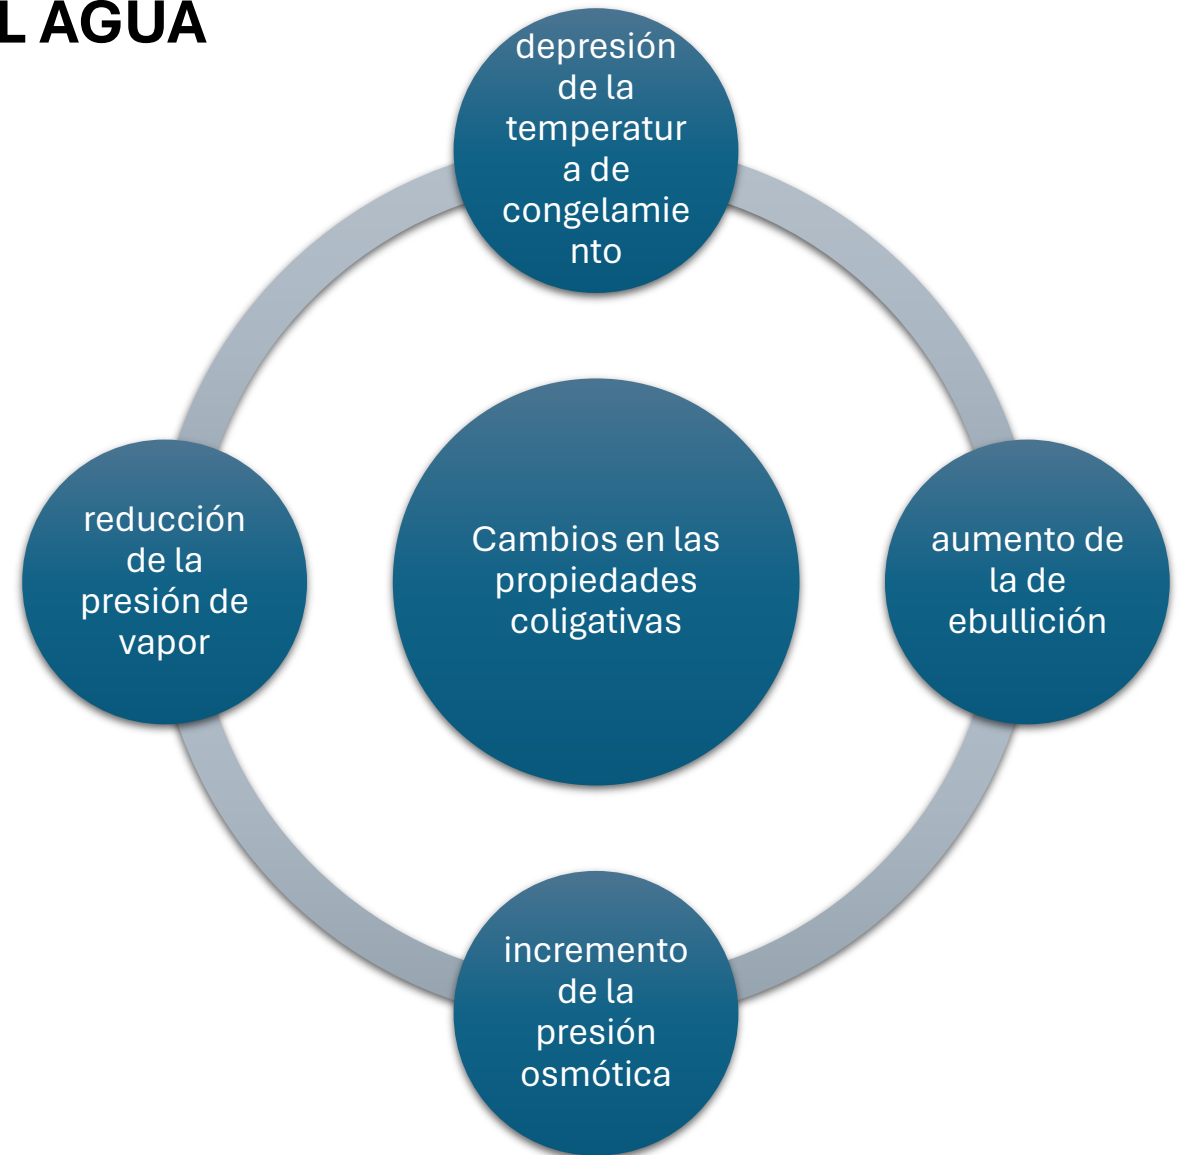 L AGUA
depresión
de la
temperatur
a de
congelamie
nto
reducción
de la
presión de
vapor
Cambios en las
propiedades
coligativas
aumento de
la de
ebullición
incremento
de la
presión
osmótica